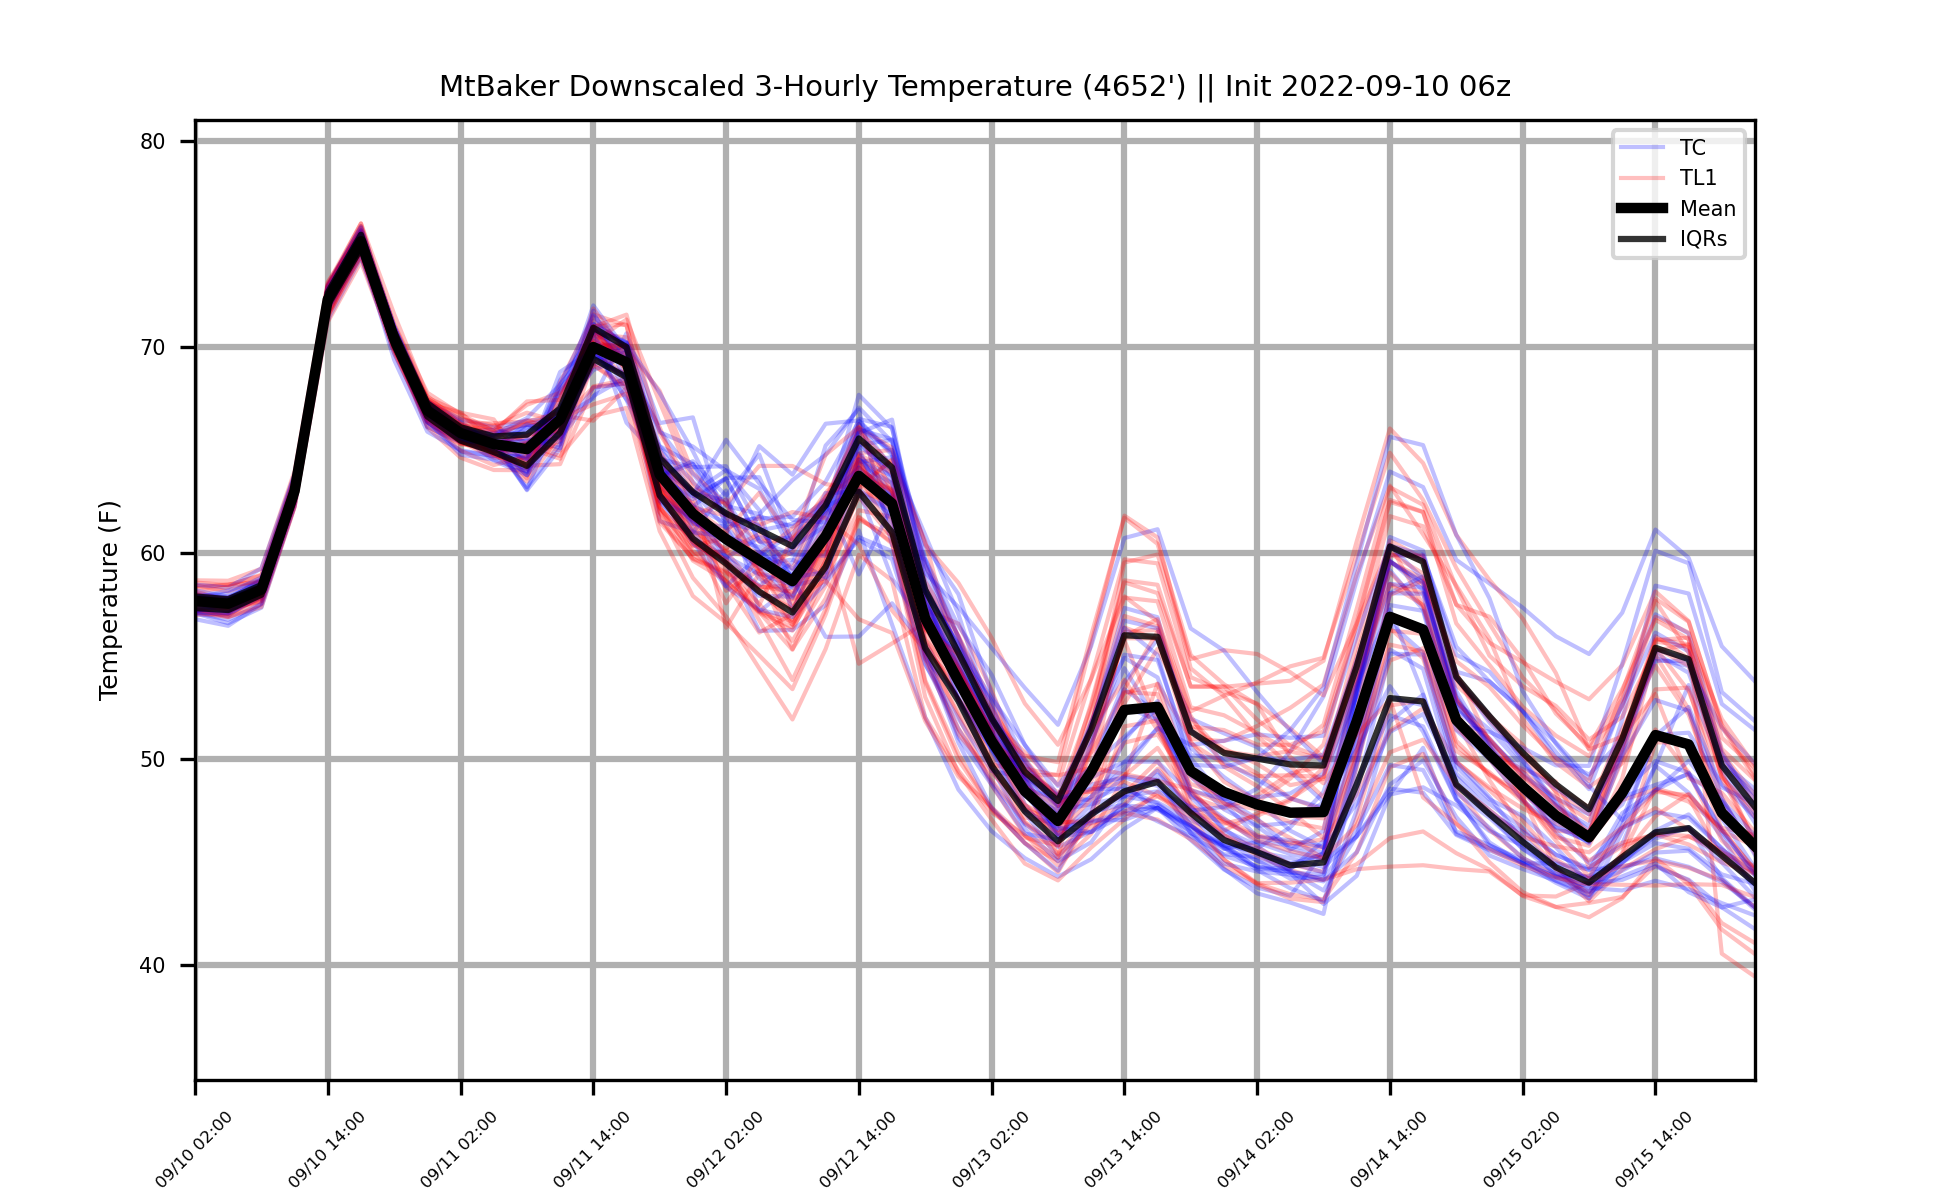 MtBaker Downscaled 3-Hourly Temperature (4652') || Init 2022-09-10 06z
TC
TL1
Mean
IQRs
Temperature (F)
80
70
60
50
40
09/10 02:00
09/10 14:00
09/11 02:00
09/11 14:00
09/12 02:00
09/12 14:00
09/13 02:00
09/13 14:00
09/14 02:00
09/14 14:00
09/15 02:00
09/15 14:00